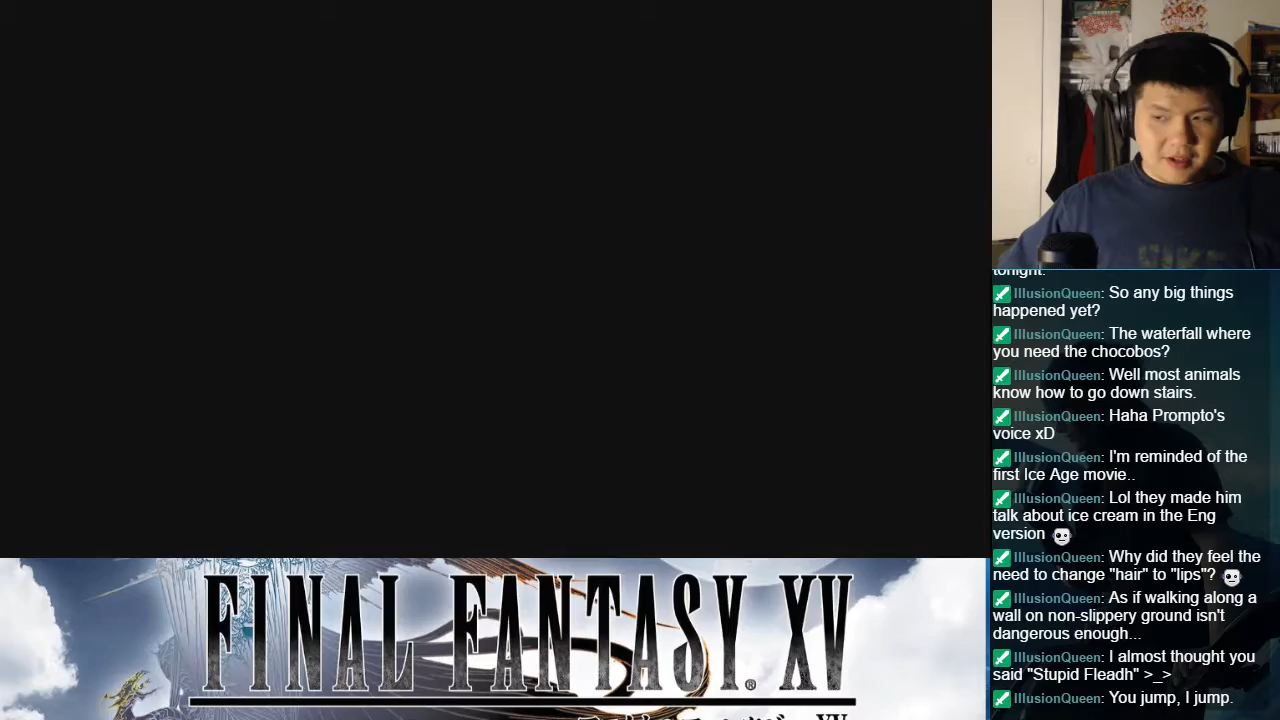 tonight.
IllusionQueen: So any big things
happened yet?
IllusionQueen: The waterfall where
you need the chocobos?
IllusionQueen: Well most animals
know how to go down stairs.
IllusionQueen: Haha Prompto's
voice xD
IllusionQueen: I'm reminded of the
first Ice Age movie..
IllusionQueen: Lol they made him
talk about ice cream in the Eng
version
IllusionQueen: Why did they feel the
need to change "hair" to "lips"?
IllusionQueen: As if walking along a
wall on non-slippery ground isn't
dangerous enough...
IllusionQueen: I almost thought you
said "Stupid Fleadh" >_>
IllusionQueen: You jump, I jump.
FINAL FANTASY XV
XV